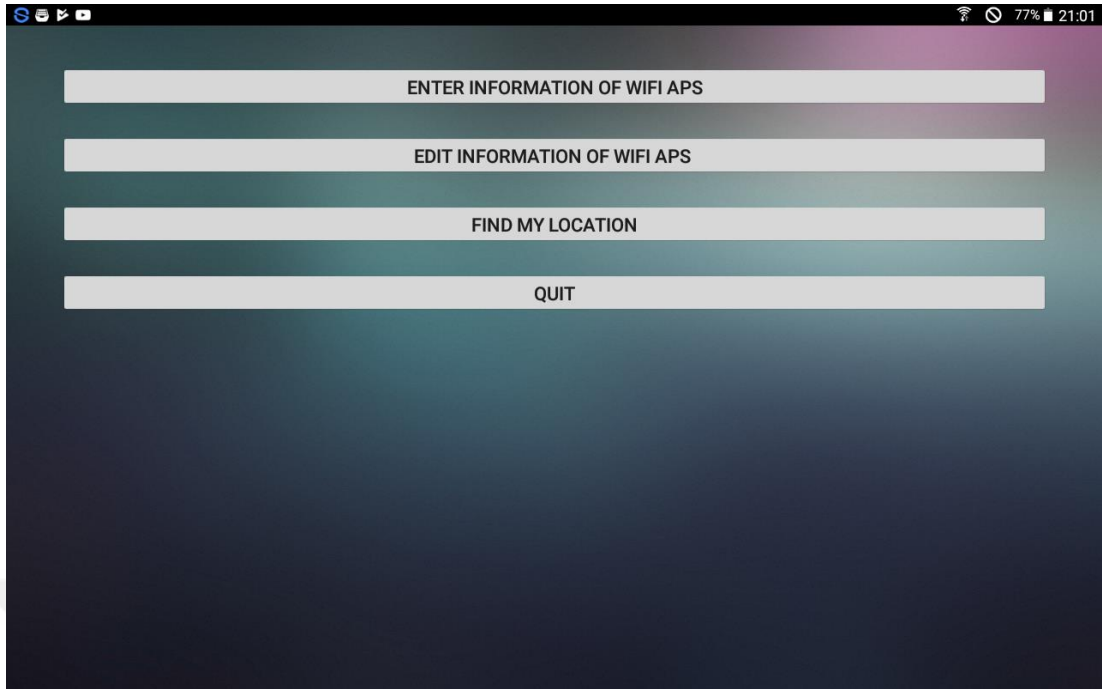 77% 21:01
ENTER INFORMATION OF WIFI APS
EDIT INFORMATION OF WIFI APS
FIND MY LOCATION
QUIT